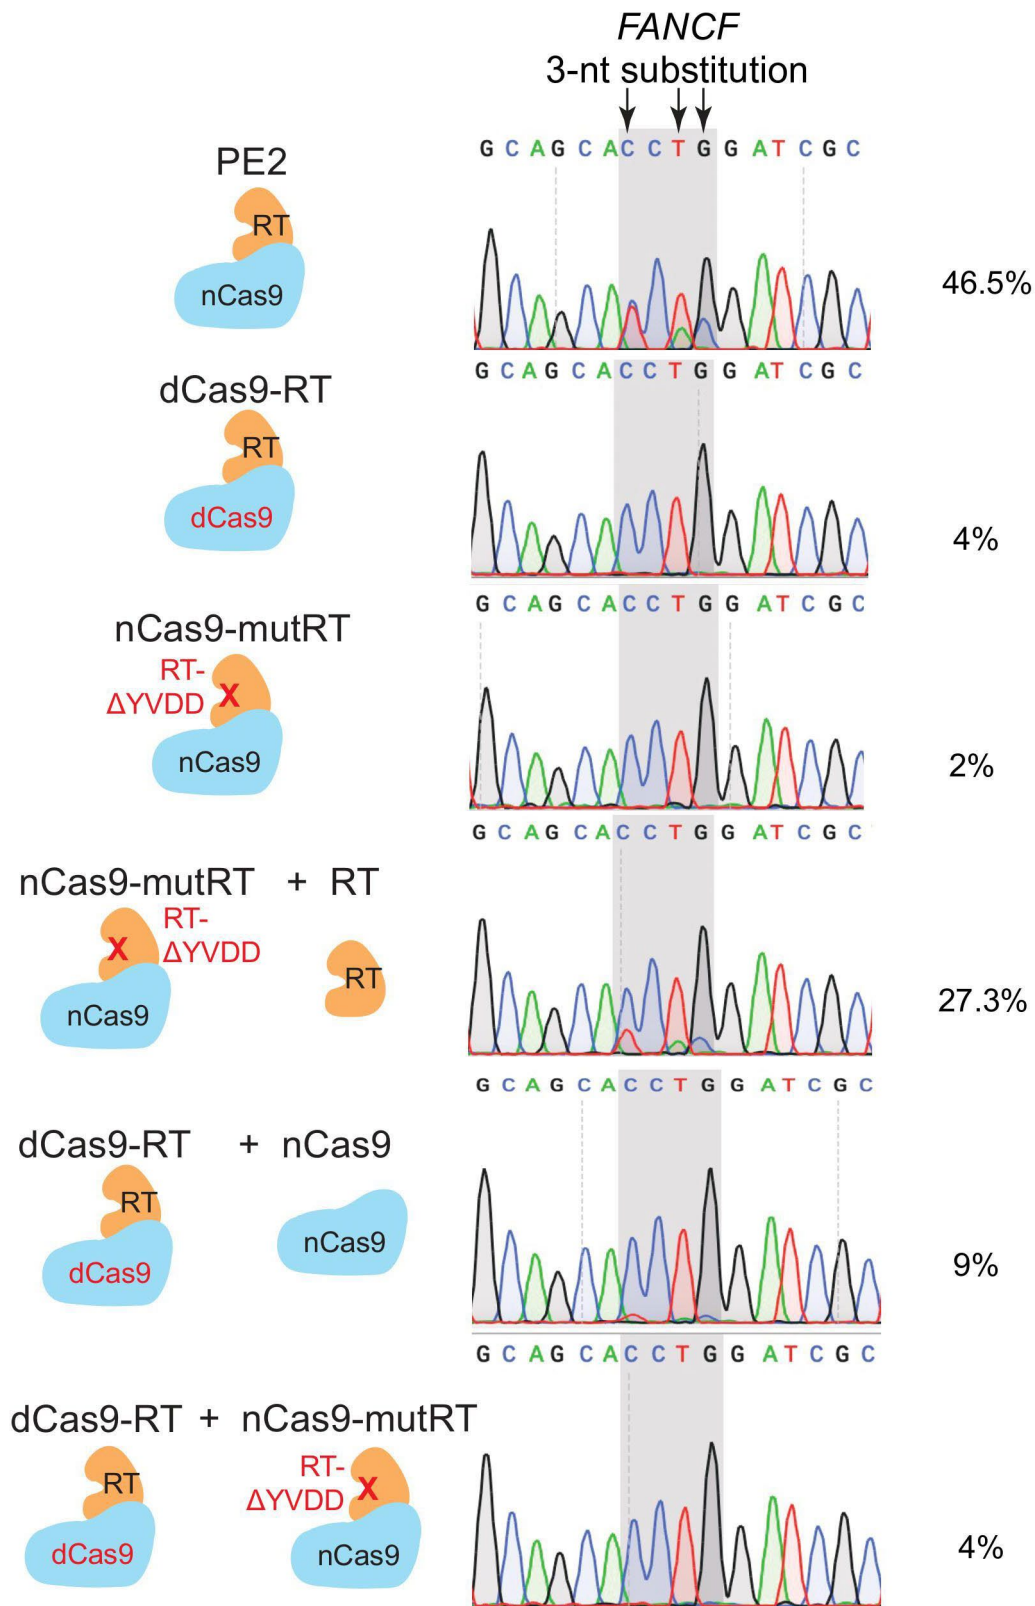 FANCF
3-nt substitution
G C A G C A C C T G G A T C G C
PE2
RT
nCas9
46.5%
G C A G C A C C T G G A T C G C
dCas9-RT
RT
dCas9
4%
G C A G C A C C T G G A T C G C
nCas9-mutRT
RT-
ΔYVDD
X
nCas9
2%
G C A G C A C C T G G A T C G C
nCas9-mutRT + RT
RT-
ΔYVDD
X
nCas9
RT
27.3%
G C A G C A C C T G G A T C G C
dCas9-RT + nCas9
RT
dCas9
nCas9
9%
G C A G C A C C T G G A T C G C
dCas9-RT + nCas9-mutRT
RT
dCas9
RT-
ΔYVDD
X
nCas9
4%